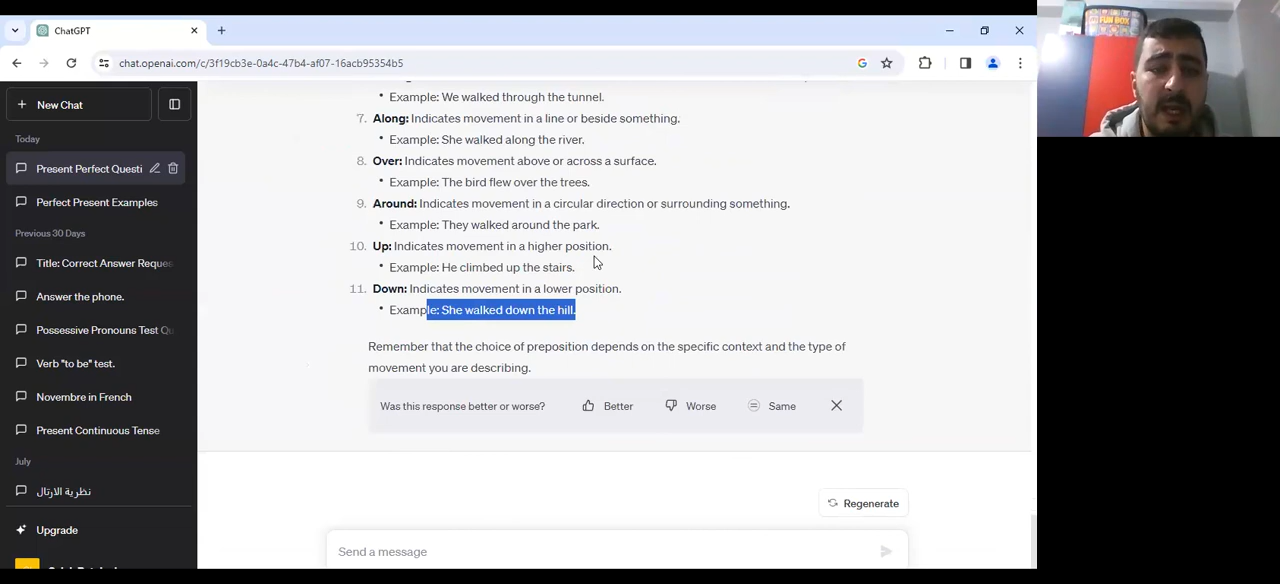 ChatGPT
chat.openai.com/c/3f19cb3e-0a4c-47b4-af07-16acb95354b5
FUN BOX
New Chat
Today
Present Perfect Questi
Perfect Present Examples
Previous 30 Days
Title: Correct Answer Reques
Answer the phone.
Possessive Pronouns Test Qu
Verb "to be" test.
Novembre in French
Present Continuous Tense
July
نظرية الارتال
Upgrade
• Example: We walked through the tunnel.
7. Along: Indicates movement in a line or beside something.
• Example: She walked along the river.
8. Over: Indicates movement above or across a surface.
• Example: The bird flew over the trees.
9. Around: Indicates movement in a circular direction or surrounding something.
• Example: They walked around the park.
10. Up: Indicates movement in a higher position.
• Example: He climbed up the stairs.
11. Down: Indicates movement in a lower position.
• Example: She walked down the hill.
Remember that the choice of preposition depends on the specific context and the type of
movement you are describing.
Was this response better or worse? Better Worse Same
Regenerate
Send a message